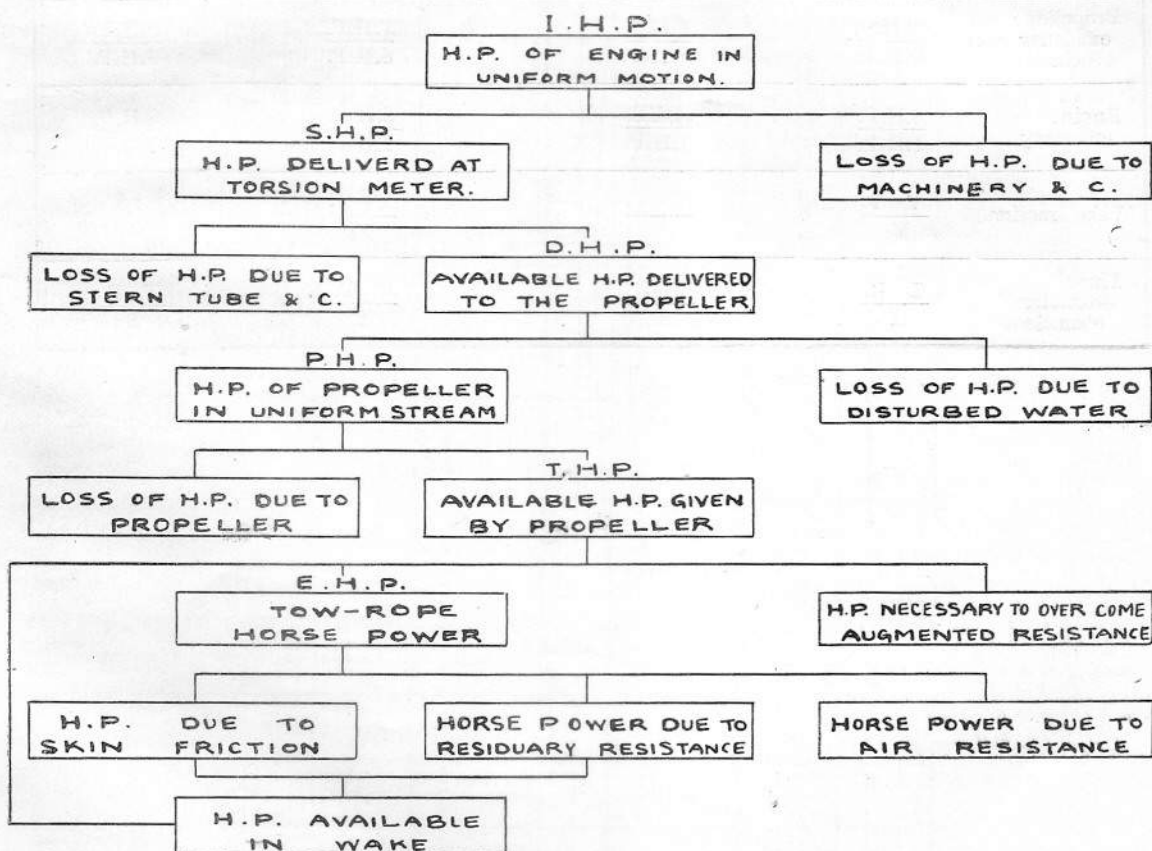 I.H.P.
H.P. OF ENGINE IN
UNIFORM MOTION.
S.H.P.
H.P. DELIVERD AT
TORSION METER.
LOSS OF H.P. DUE TO
MACHINERY & C.
LOSS OF H.P. DUE TO
STERN TUBE & C.
D.H.P.
AVAILABLE H.P. DELIVERED
TO THE PROPELLER
P.H.P.
H.P. OF PROPELLER
IN UNIFORM STREAM
LOSS OF H.P. DUE TO
DISTURBED WATER
LOSS OF H.P. DUE TO
PROPELLER
T.H.P.
AVAILABLE H.P. GIVEN
BY PROPELLER
E.H.P.
TOW-ROPE
HORSE POWER
H.P. NECESSARY TO OVER COME
AUGMENTED RESISTANCE
H.P. DUE TO
SKIN FRICTION
HORSE POWER DUE TO
RESIDUARY RESISTANCE
HORSE POWER DUE TO
AIR RESISTANCE
H.P. AVAILABLE
IN WAKE